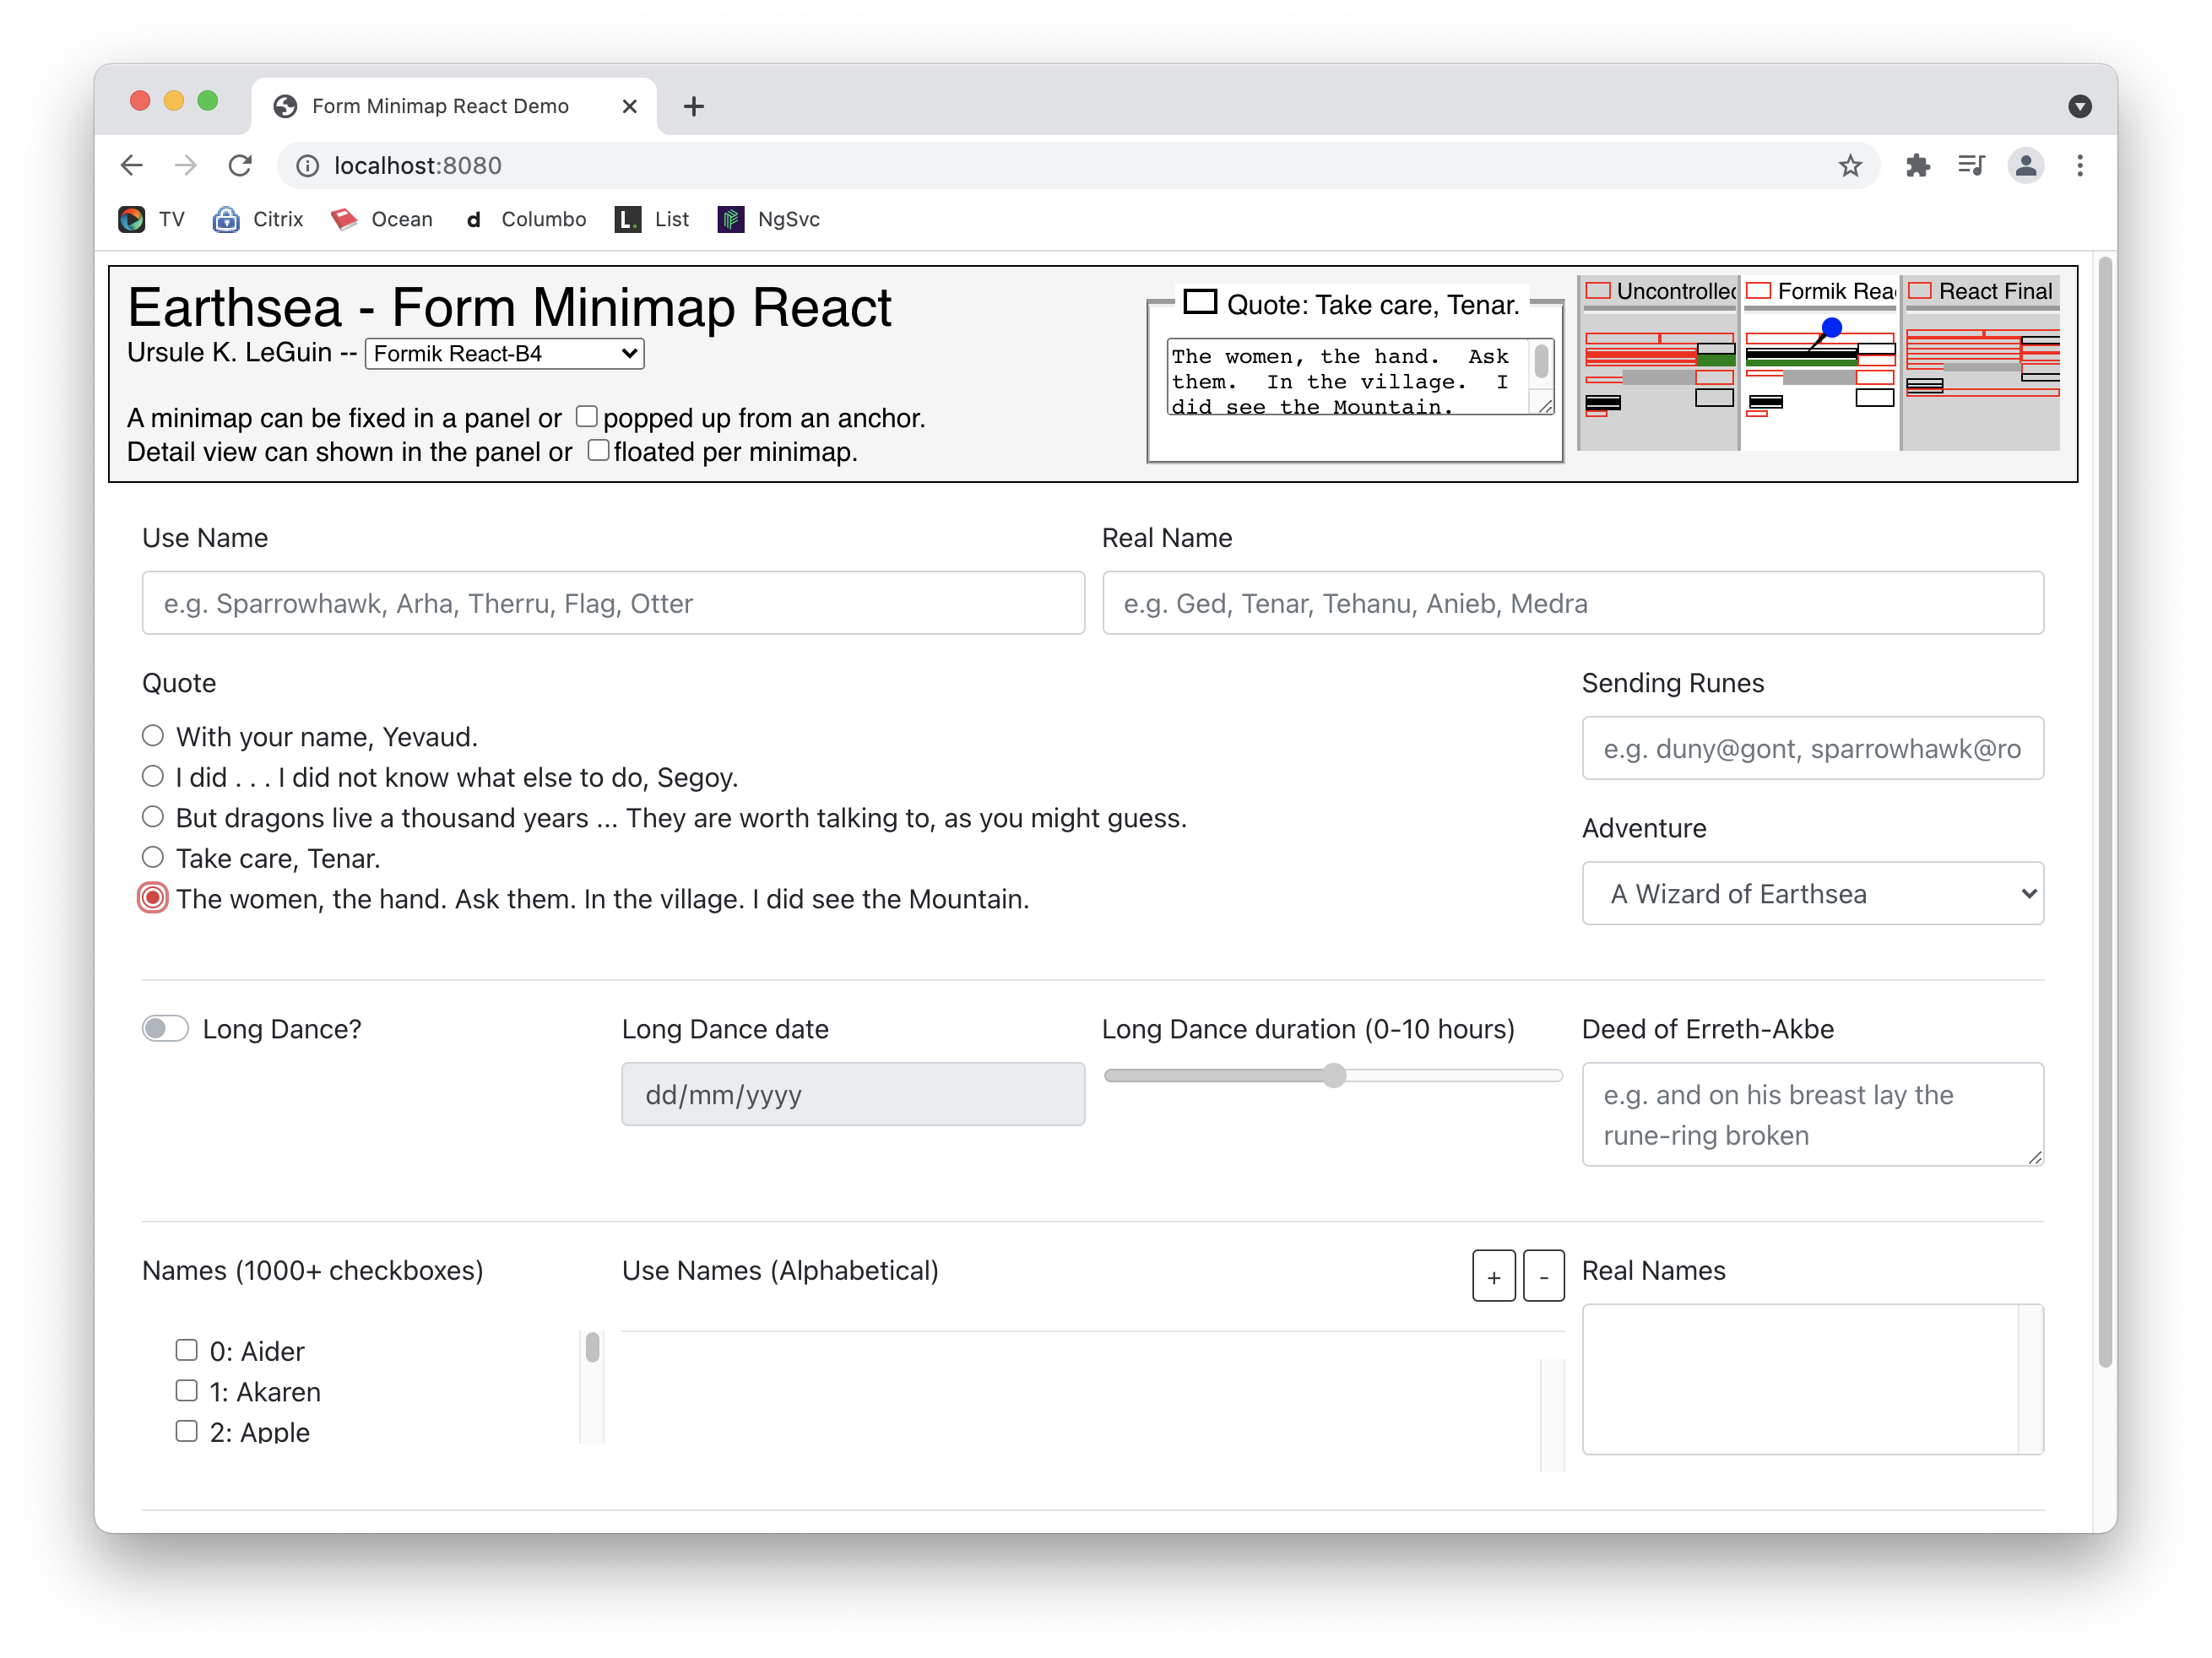 Form Minimap React Demo
localhost:8080
TV Citrix Ocean d Columbo L. List NgSvc
Earthsea - Form Minimap React
Ursule K. LeGuin -- Formik React-B4
A minimap can be fixed in a panel or popped up from an anchor.
Detail view can shown in the panel or floated per minimap.
Quote: Take care, Tenar.
The women, the hand. Ask
them. In the village. I
did see the Mountain.
Uncontrolled Formik Rea React Final
Use Name
e.g. Sparrowhawk, Arha, Therru, Flag, Otter
Real Name
e.g. Ged, Tenar, Tehanu, Anieb, Medra
Quote
With your name, Yevaud.
I did . . . I did not know what else to do, Segoy.
But dragons live a thousand years ... They are worth talking to, as you might guess.
Take care, Tenar.
The women, the hand. Ask them. In the village. I did see the Mountain.
Sending Runes
e.g. duny@gont, sparrowhawk@ro
Adventure
A Wizard of Earthsea
Long Dance?
Long Dance date
dd/mm/yyyy
Long Dance duration (0-10 hours)
Deed of Erreth-Akbe
e.g. and on his breast lay the
rune-ring broken
Names (1000+ checkboxes)
0: Aider
1: Akaren
2: Apple
Use Names (Alphabetical)
+ -
Real Names